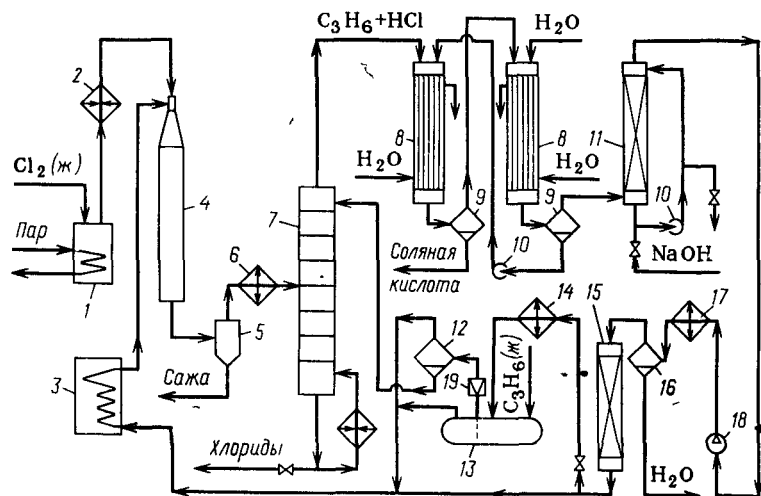 C₃H₆+HCl
H₂O
2
Cl₂(ж)
4
8
8
11
H₂O
H₂O
10
Пар
7
9
9
6
Соляная
кислота
10
NaOH
1
5
12
14
15
17
3
Сажа
19
C₃H₆(ж)
16
18
Хлориды
13
H₂O